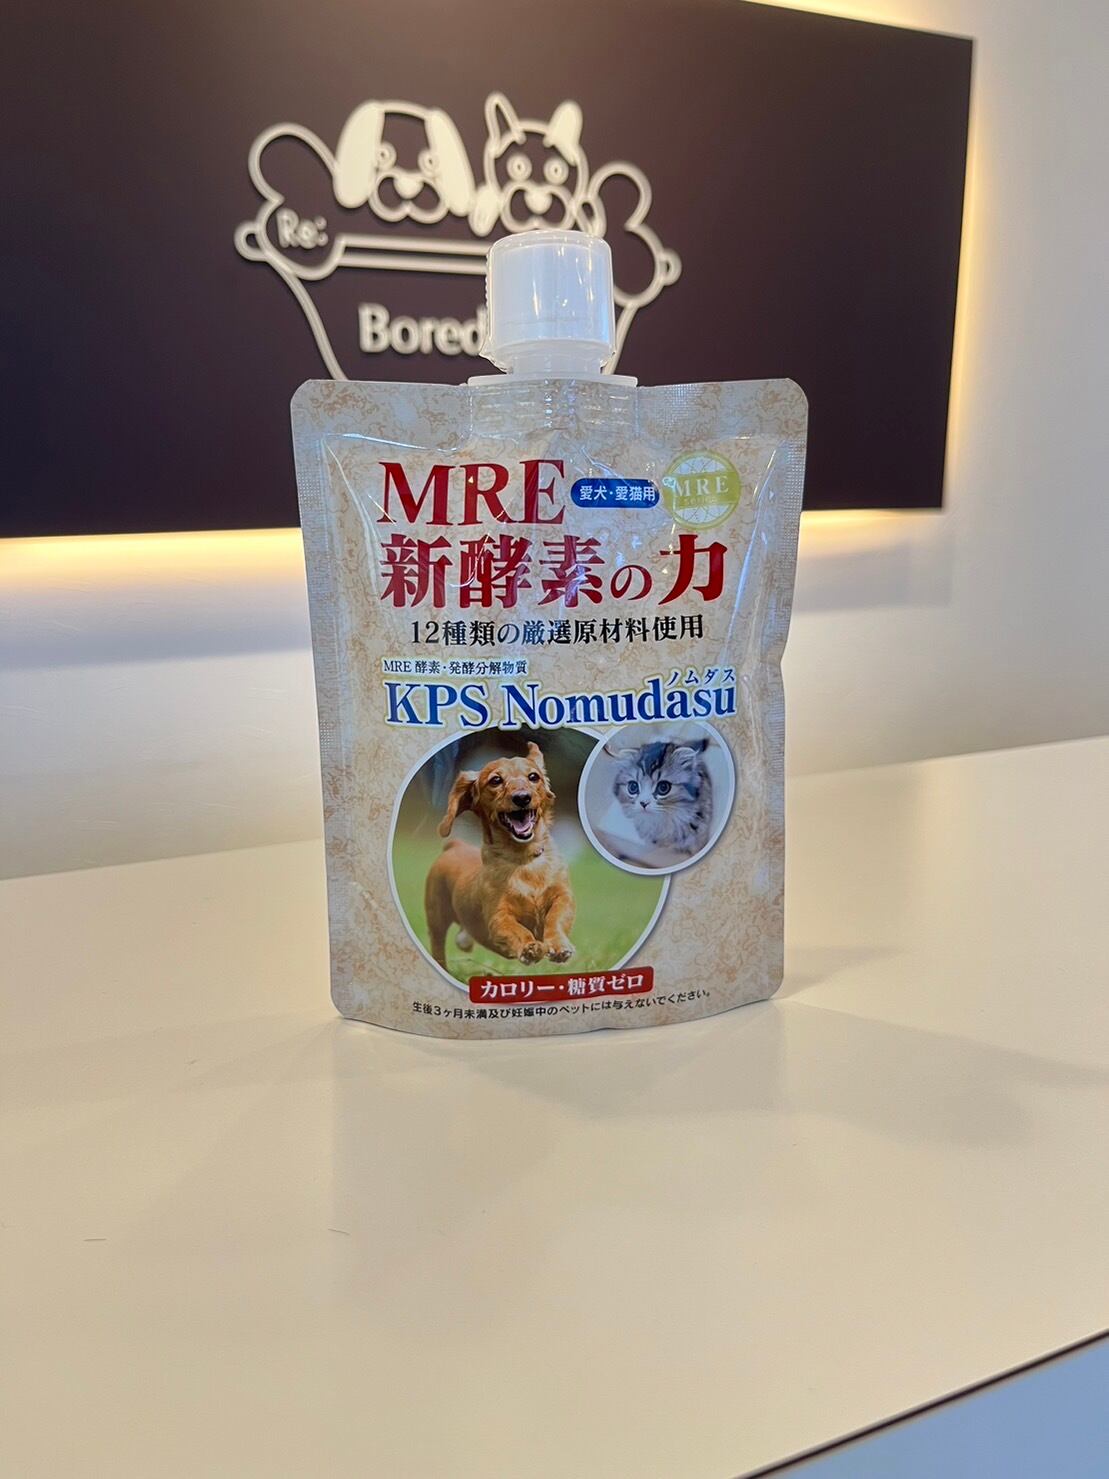 Re:
Bored
MRE
愛犬・愛猫用
MRE
series
新酵素の力
12種類の厳選原材料使用
MRE 酵素・発酵分解物質
ノムダス
KPS Nomudasu
カロリー・糖質ゼロ
生後3ヶ月未満及び妊娠中のペットには与えないでください。